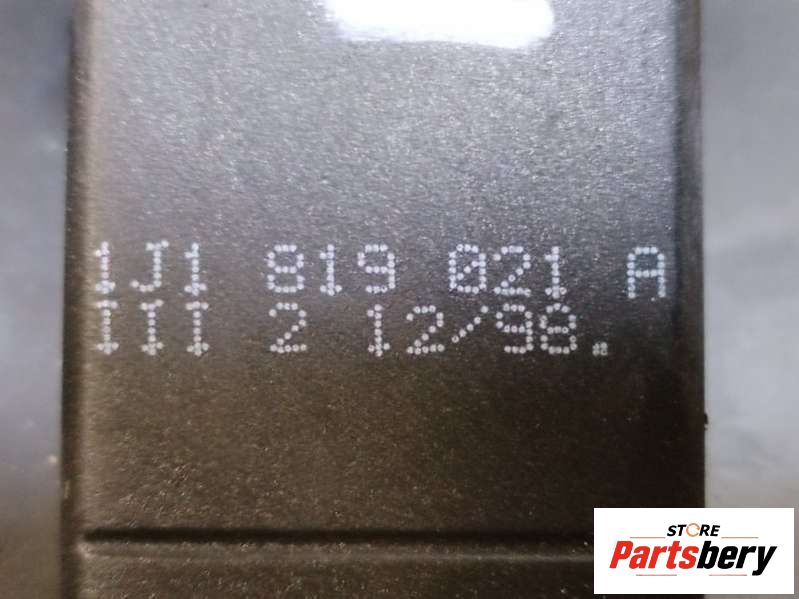 1J1 819 021 A
III 2 12/98.
STORE
Partsbery